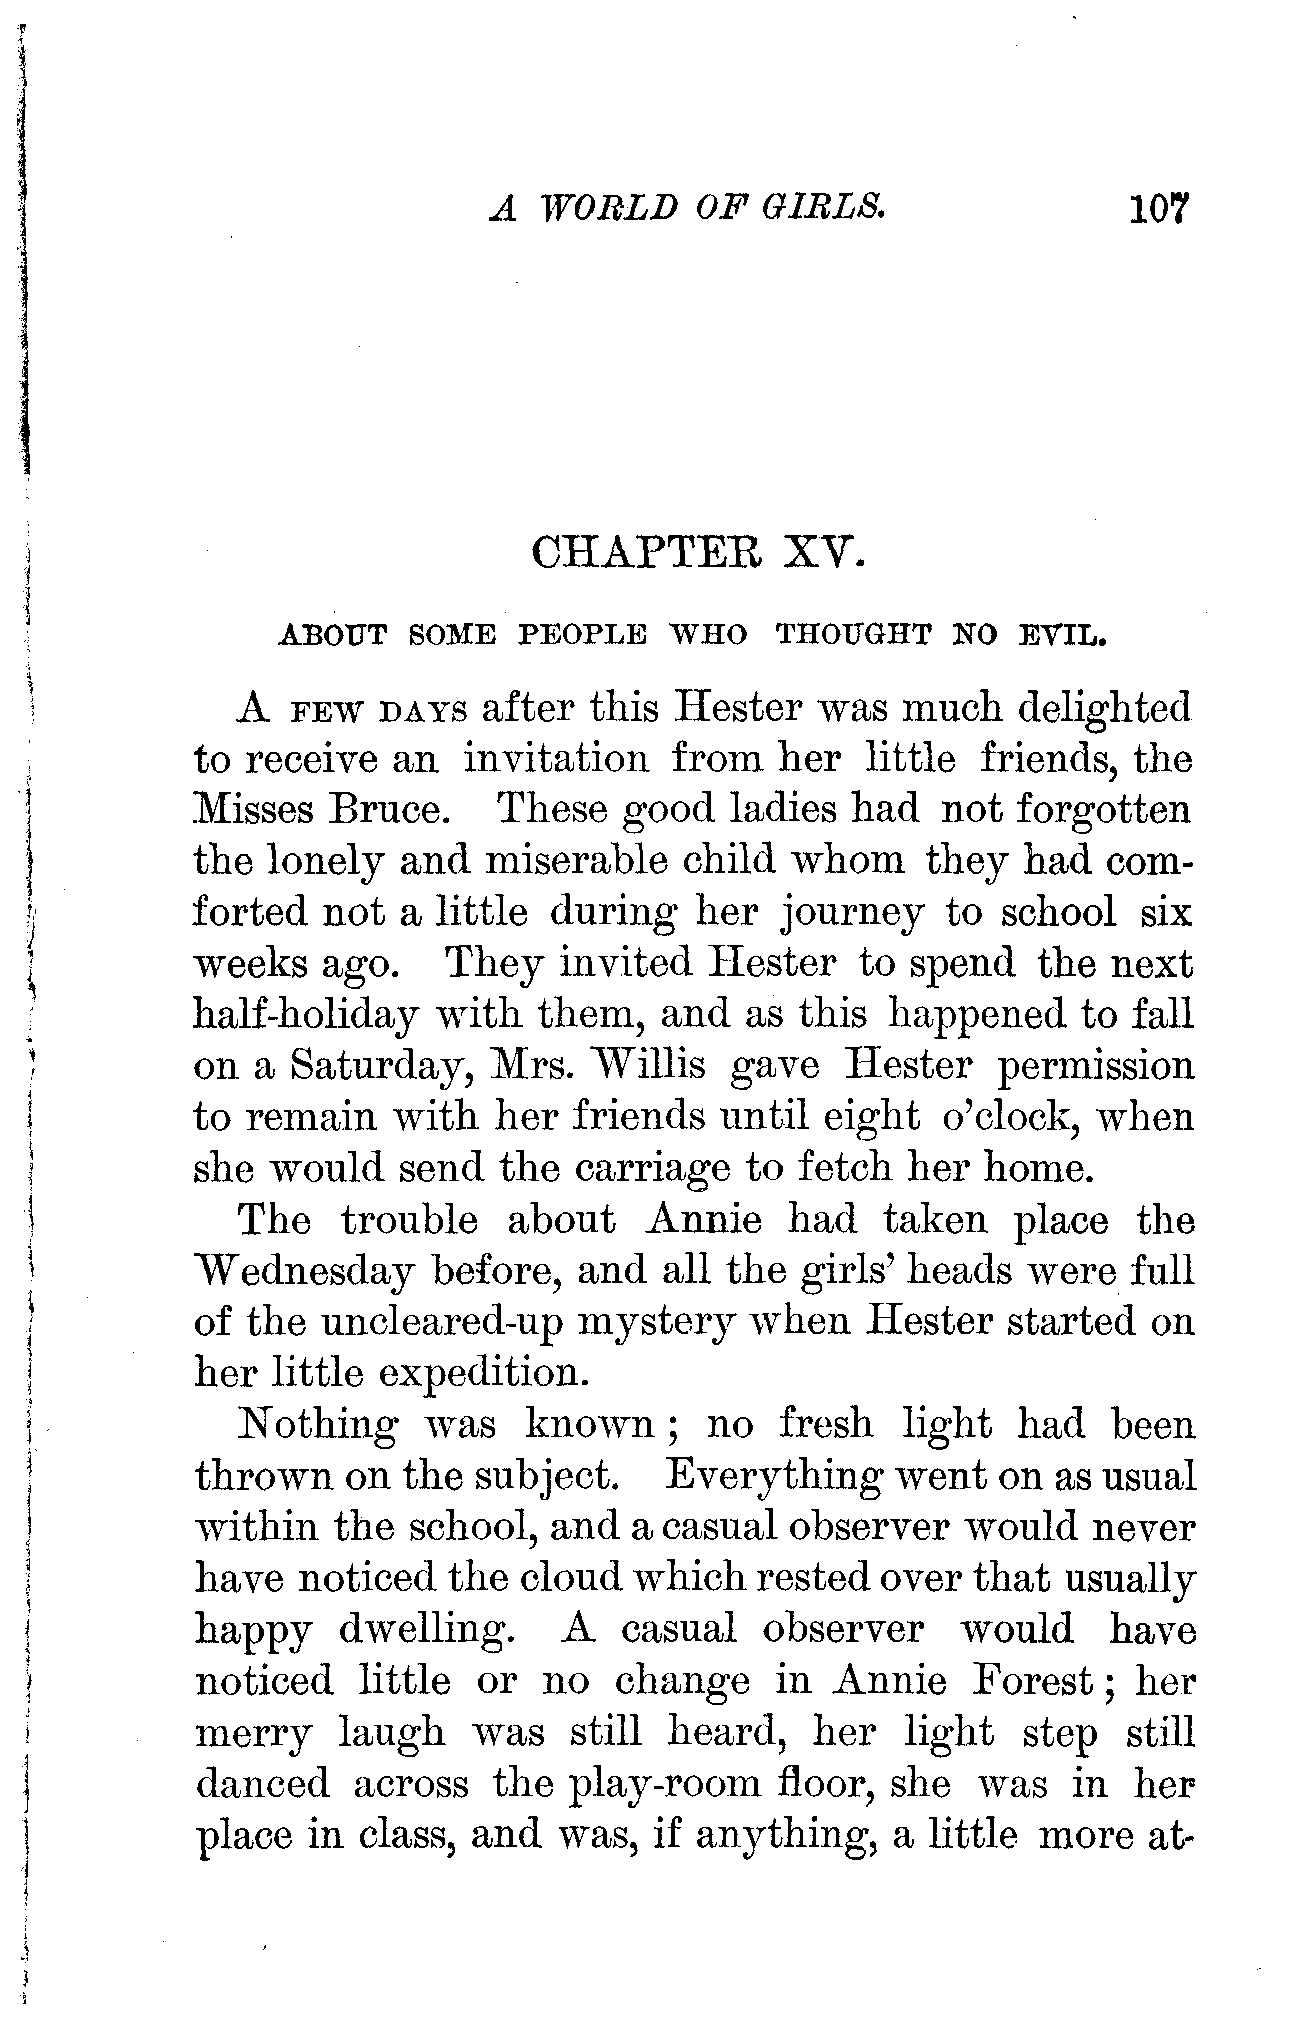 A WORLD OF GIRLS. 107
CHAPTER XV.
ABOUT SOME PEOPLE WHO THOUGHT NO EVIL.
A FEW DAYS after this Hester was much delighted
to receive an invitation from her little friends, the
Misses Bruce. These good ladies had not forgotten
the lonely and miserable child whom they had com-
forted not a little during her journey to school six
weeks ago. They invited Hester to spend the next
half-holiday with them, and as this happened to fall
on a Saturday, Mrs. Willis gave Hester permission
to remain with her friends until eight o’clock, when
she would send the carriage to fetch her home.
The trouble about Annie had taken place the
Wednesday before, and all the girls’ heads were full
of the uncleared-up mystery when Hester started on
her little expedition.
Nothing was known ; no fresh light had been
thrown on the subject. Everything went on as usual
within the school, and a casual observer would never
have noticed the cloud which rested over that usually
happy dwelling. A casual observer would have
noticed little or no change in Annie Forest ; her
merry laugh was still heard, her light step still
danced across the play-room floor, she was in her
place in class, and was, if anything, a little more at-